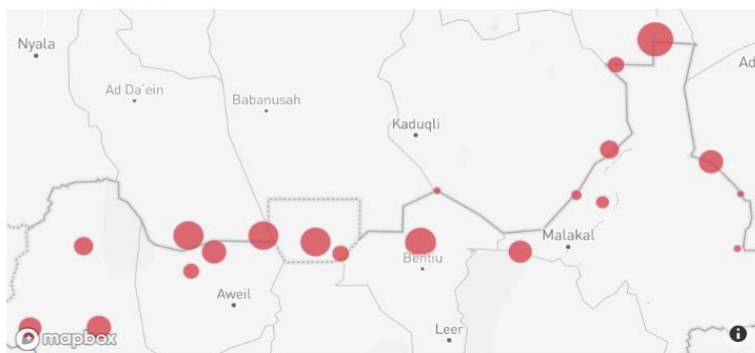 Nyala
Ad Da'ein
Babanusah
Kaduqli
Ad
Malakal
Bentiu
Aweil
Leer
mapbox
i